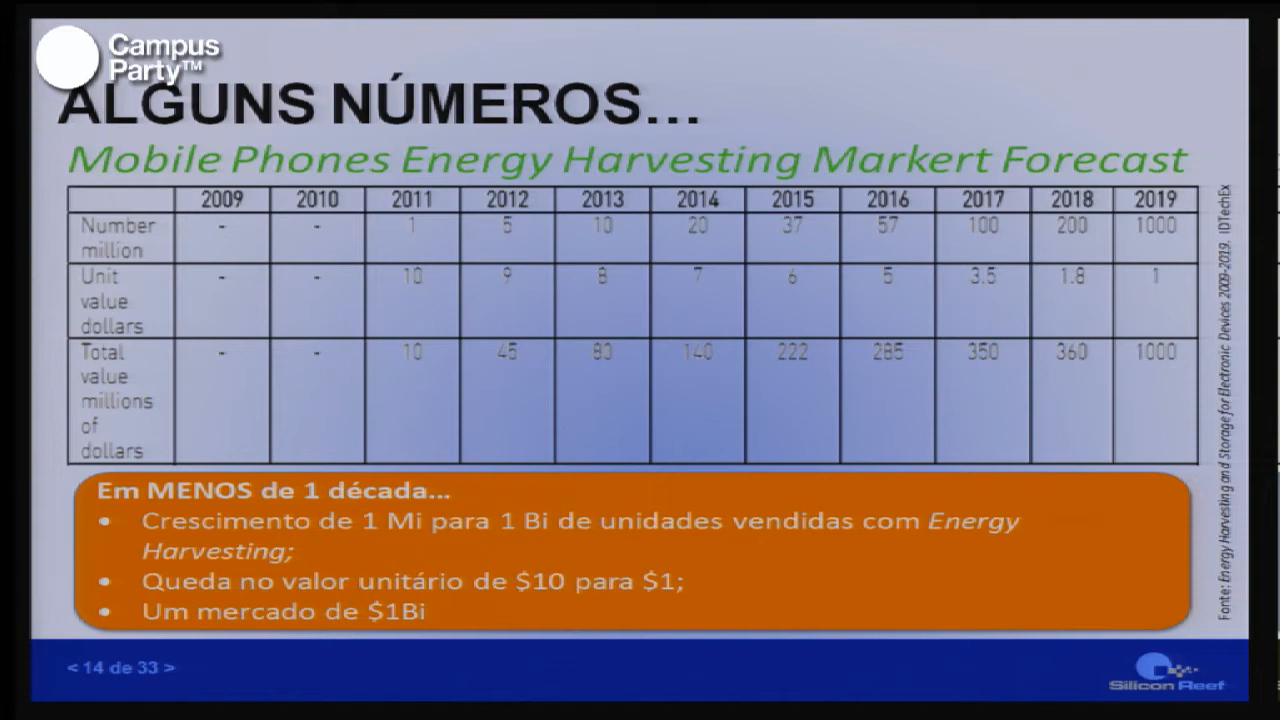 Campus
Party™
ALGUNS NÚMEROS...
Mobile Phones Energy Harvesting Markert Forecast
2009 2010 2011 2012 2013 2014 2015 2016 2017 2018 2019
Number million - - 1 5 10 20 37 57 100 200 1000
Unit value dollars - - 10 9 8 7 6 5 3.5 1.8 1
Total value millions of dollars - - 10 45 80 140 222 285 350 360 1000
Fonte: Energy Harvesting and Storage for Electronic Devices 2009-2019. IDTechEx
Em MENOS de 1 década...
• Crescimento de 1 Mi para 1 Bi de unidades vendidas com Energy
Harvesting;
• Queda no valor unitário de $10 para $1;
• Um mercado de $1Bi
< 14 de 33 >
Silicon Reef